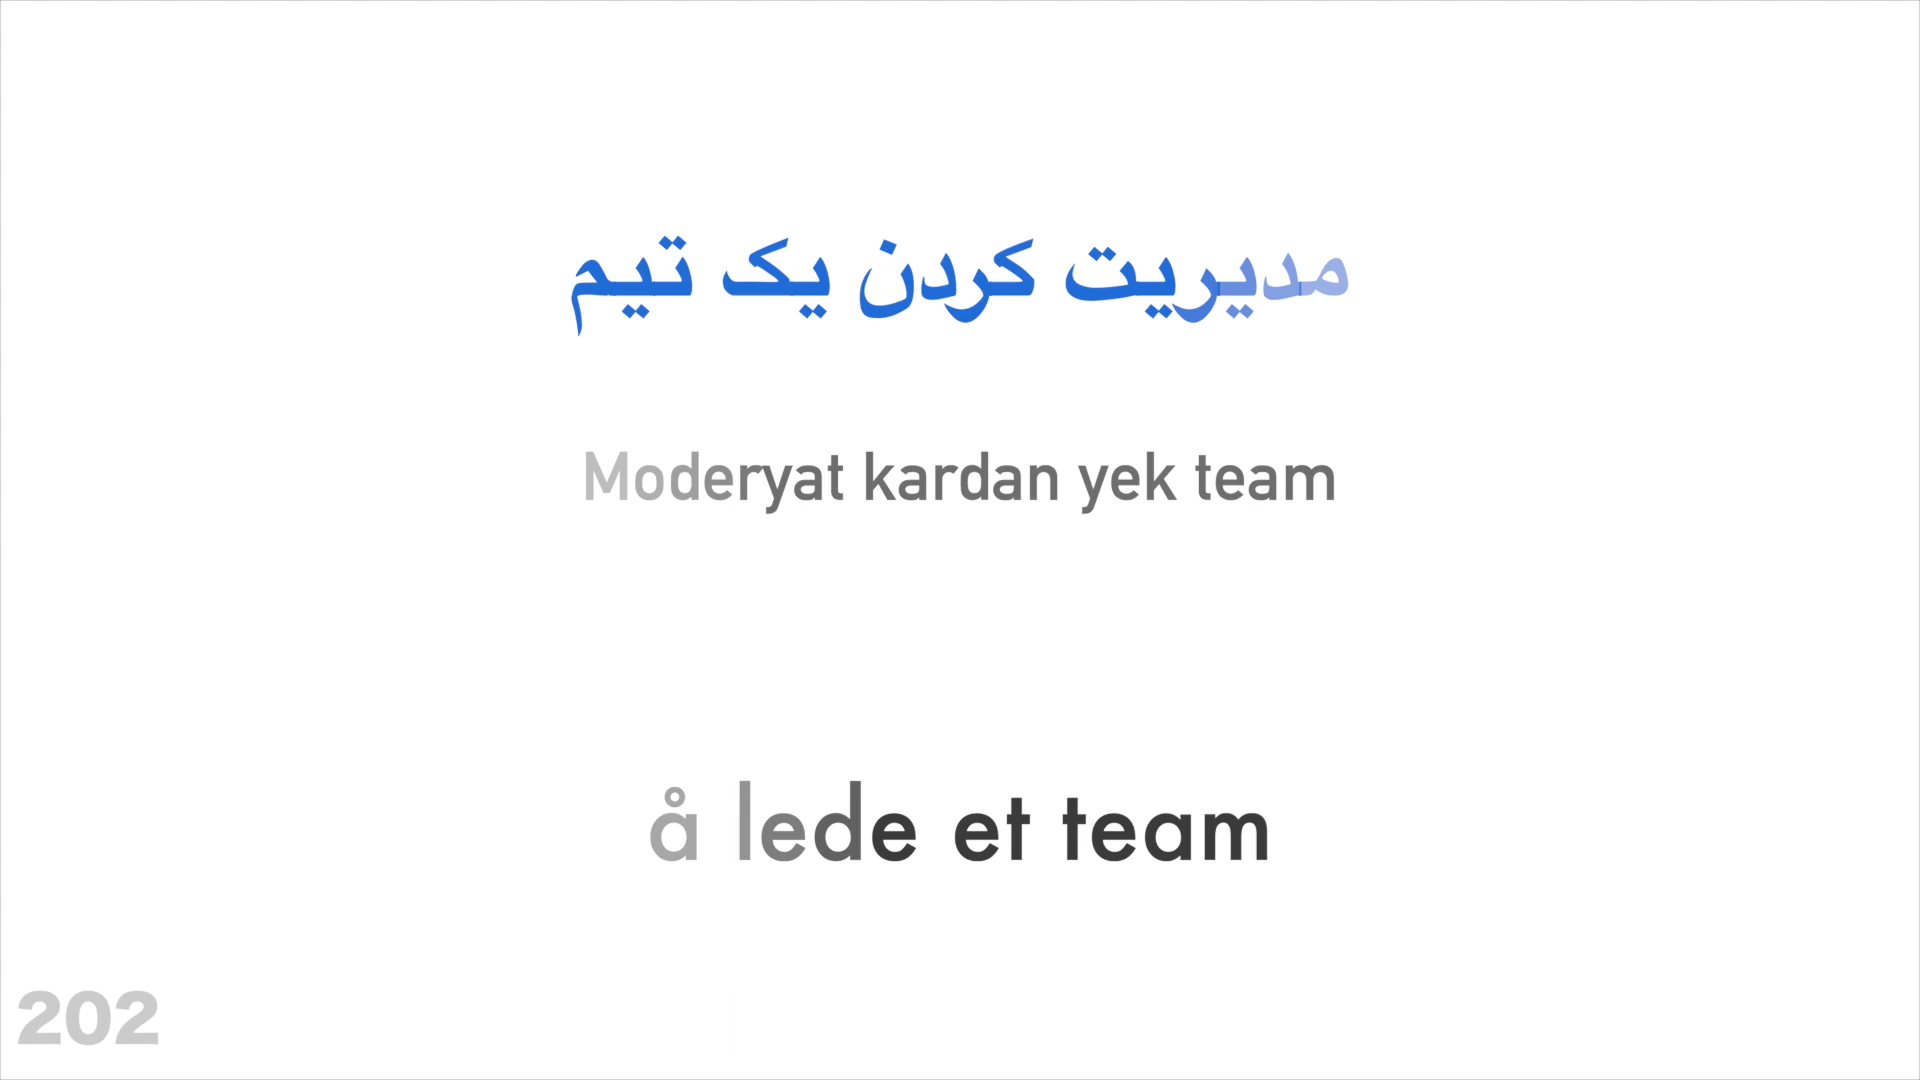 مدیریت کردن یک تیم
Moderyat kardan yek team
å lede et team
202